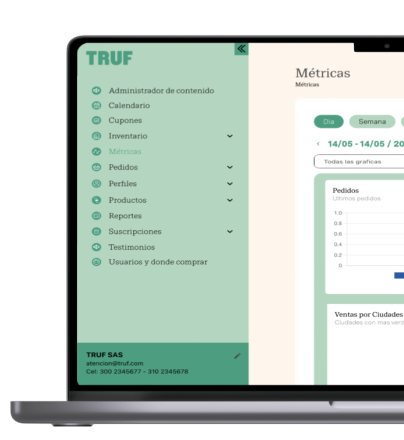 TRUF
Administrador de contenido
Calendario
Cupones
Inventario
Métricas
Pedidos
Perfiles
Productos
Reportes
Suscripciones
Testimonios
Usuarios y donde comprar
TRUF SAS
atencion@truf.com
Cel: 300 2345677 - 310 2345678
Métricas
Métricas
Día Semana
14/05 - 14/05 / 20
Todas las graficas
Pedidos
Ultimos pedidos
1.0
0.8
0.6
0.4
0.2
0
Ventas por Ciudades
Ciudades con mas vent